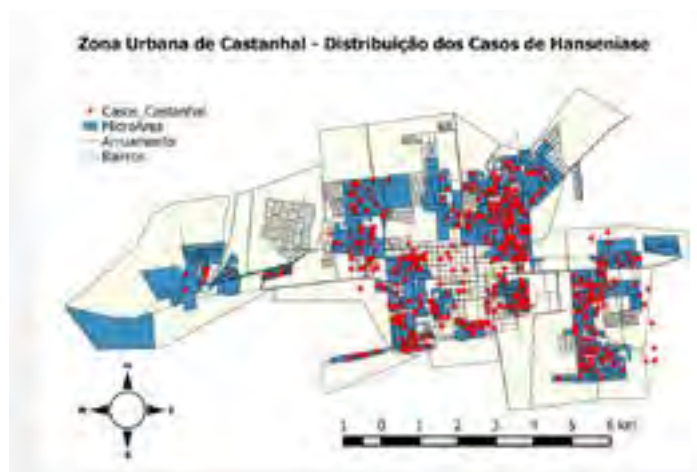 Zona Urbana de Castanhal - Distribuição dos Casos de Hanseníase
Casos_Castanhal
MicroArea
Arruamento
Bairros
N
E
S
1 0 1 2 3 4 5 6 km